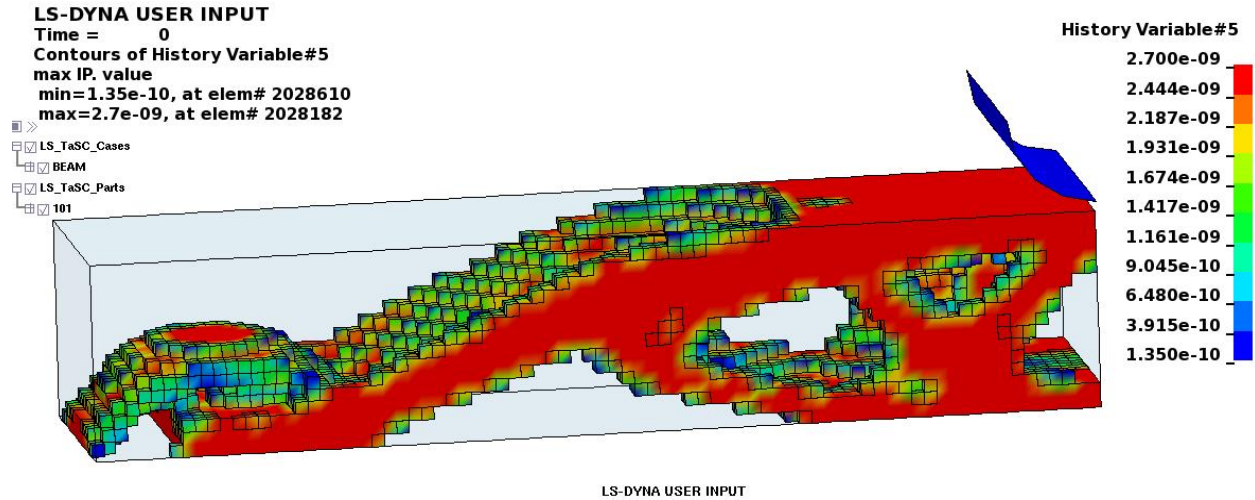 LS-DYNA USER INPUT
Time = 0
Contours of History Variable#5
max IP. value
min=1.35e-10, at elem# 2028610
max=2.7e-09, at elem# 2028182
LS_TaSC_Cases
BEAM
LS_TaSC_Parts
101
History Variable#5
2.700e-09
2.444e-09
2.187e-09
1.931e-09
1.674e-09
1.417e-09
1.161e-09
9.045e-10
6.480e-10
3.915e-10
1.350e-10
LS-DYNA USER INPUT